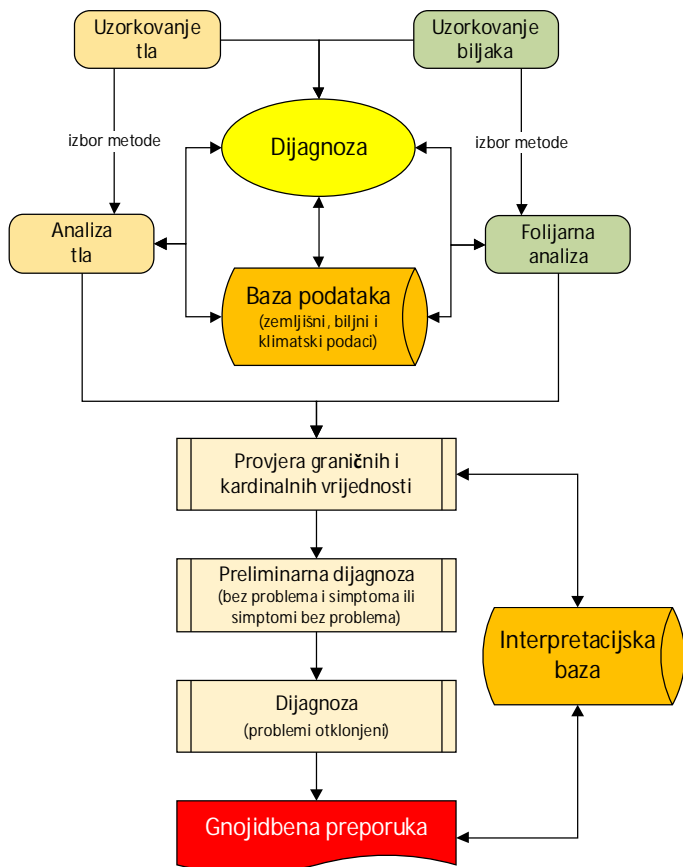 Uzorkovanje
tla
Uzorkovanje
biljaka
izbor metode
Dijagnoza
izbor metode
Analiza
tla
Folijarna
analiza
Baza podataka
(zemljišni, biljni i
klimatski podaci)
Provjera graničnih i
kardinalnih vrijednosti
Preliminarna dijagnoza
(bez problema i simptoma ili
simptomi bez problema)
Interpretacijska
baza
Dijagnoza
(problemi otklonjeni)
Gnojidbena preporuka